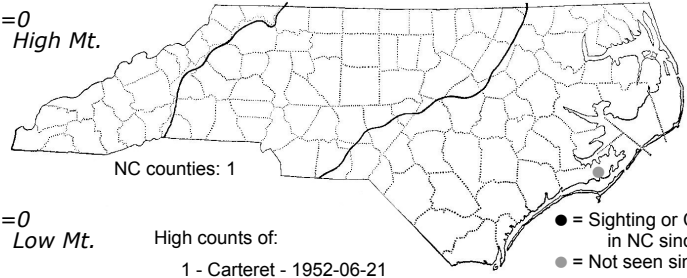 =0
High Mt.
NC counties: 1
=0
Low Mt.
High counts of:
1 - Carteret - 1952-06-21
● = Sighting or
in NC sinc
● = Not seen sin